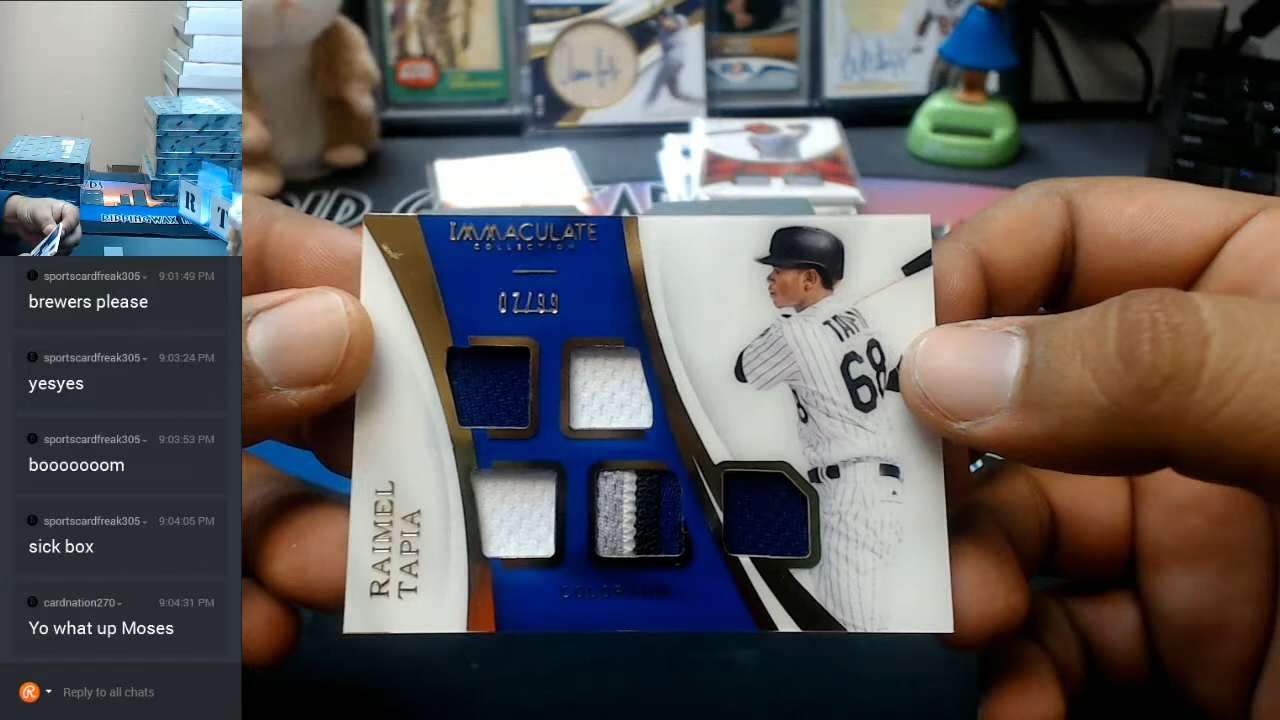 sportscardfreak305 9:01:49 PM
brewers please
sportscardfreak305 9:03:24 PM
yesyes
sportscardfreak305 9:03:53 PM
booooooom
sportscardfreak305 9:04:05 PM
sick box
cardnation270 9:04:31 PM
Yo what up Moses
Reply to all chats
IMMACULATE
COLLECTION
07/99
RAIMEL
TAPIA
68
R
T